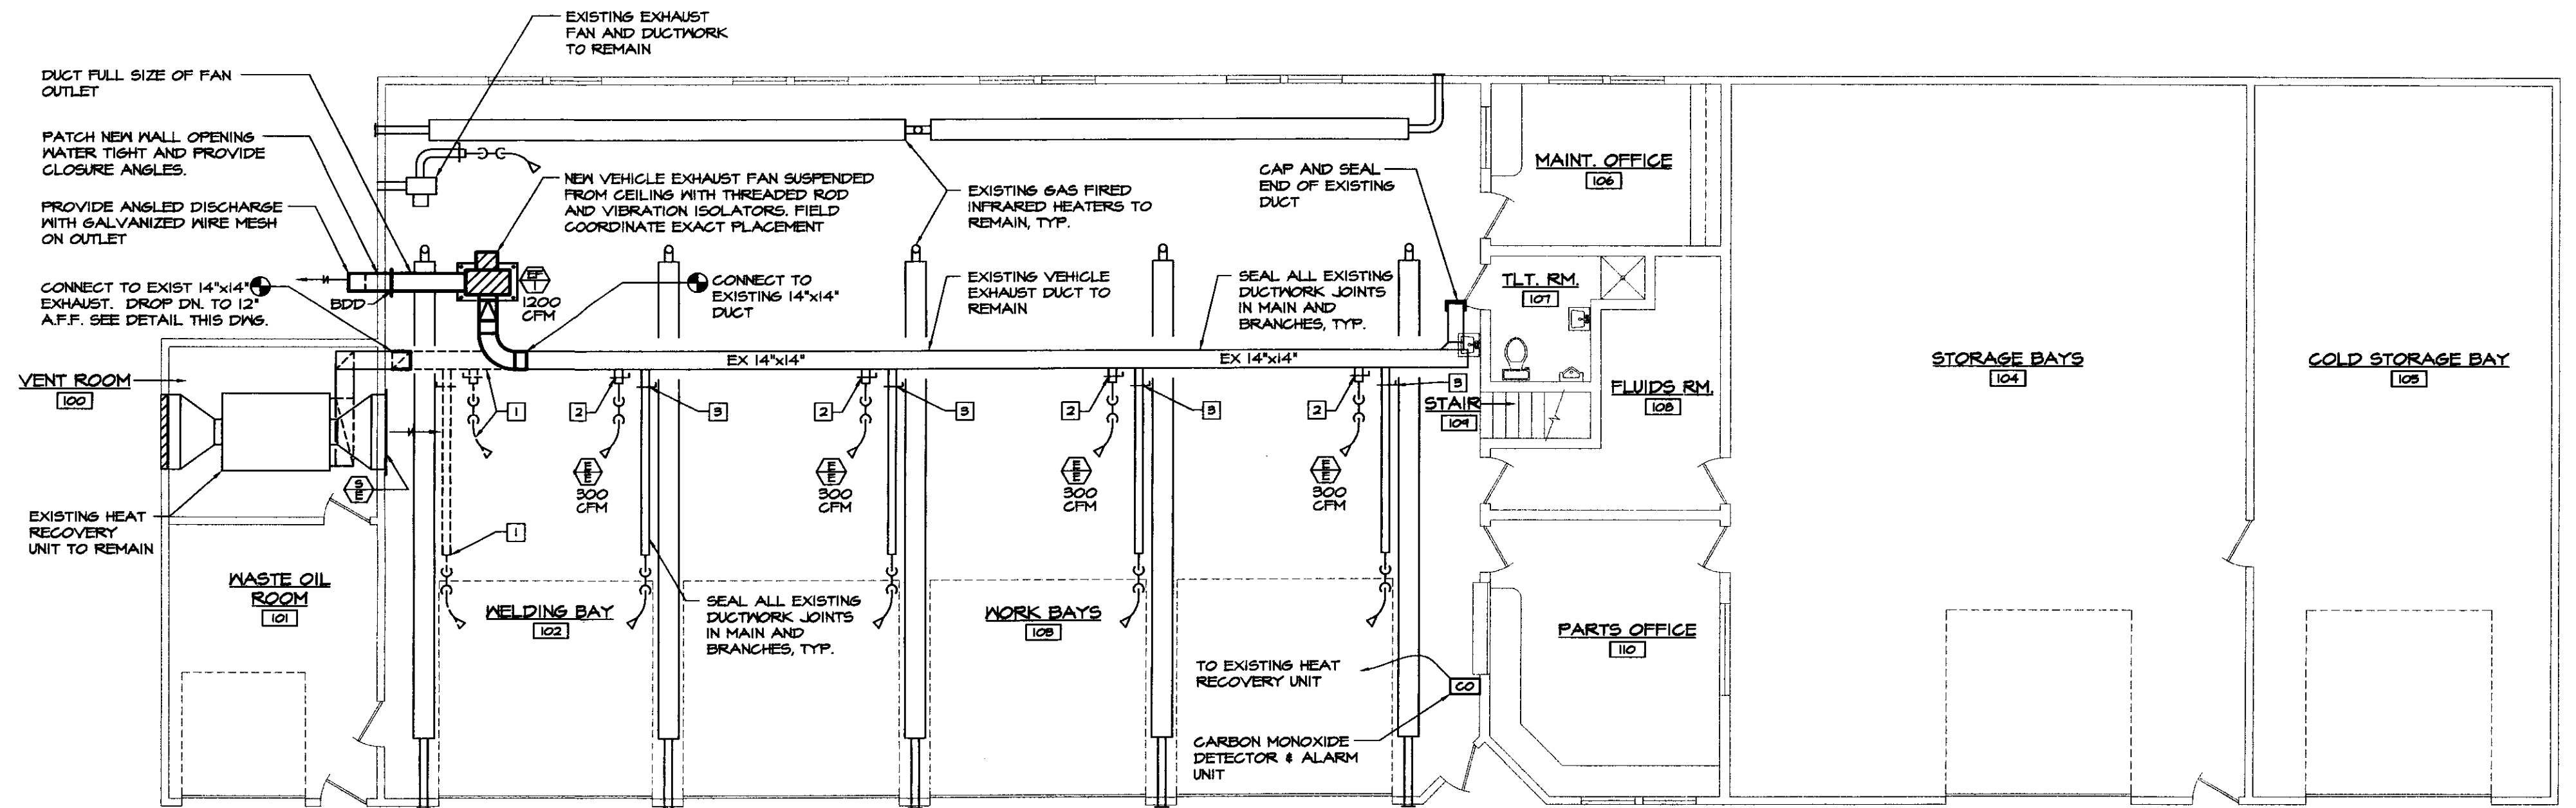 EXISTING EXHAUST
FAN AND DUCTWORK
TO REMAIN
DUCT FULL SIZE OF FAN
OUTLET
PATCH NEW WALL OPENING
WATER TIGHT AND PROVIDE
CLOSURE ANGLES.
PROVIDE ANGLED DISCHARGE
WITH GALVANIZED WIRE MESH
ON OUTLET
CONNECT TO EXIST 14"x14"
EXHAUST. DROP DN. TO 12"
A.F.F. SEE DETAIL THIS DWG.
BDD
NEW VEHICLE EXHAUST FAN SUSPENDED
FROM CEILING WITH THREADED ROD
AND VIBRATION ISOLATORS. FIELD
COORDINATE EXACT PLACEMENT
EF
1
1200
CFM
CONNECT TO
EXISTING 14"x14"
DUCT
EXISTING GAS FIRED
INFRARED HEATERS TO
REMAIN, TYP.
EXISTING VEHICLE
EXHAUST DUCT TO
REMAIN
CAP AND SEAL
END OF EXISTING
DUCT
SEAL ALL EXISTING
DUCTWORK JOINTS
IN MAIN AND
BRANCHES, TYP.
MAINT. OFFICE
106
TLT. RM.
107
EX 14"x14"
EX 14"x14"
VENT ROOM
100
1
2
3
2
3
2
3
2
3
STAIR
109
FLUIDS RM.
108
STORAGE BAYS
104
COLD STORAGE BAY
105
E
E
300
CFM
E
E
300
CFM
E
E
300
CFM
E
E
300
CFM
S
E
1
EXISTING HEAT
RECOVERY
UNIT TO REMAIN
WASTE OIL
ROOM
101
WELDING BAY
102
SEAL ALL EXISTING
DUCTWORK JOINTS
IN MAIN AND
BRANCHES, TYP.
WORK BAYS
103
PARTS OFFICE
110
TO EXISTING HEAT
RECOVERY UNIT
CO
CARBON MONOXIDE
DETECTOR & ALARM
UNIT